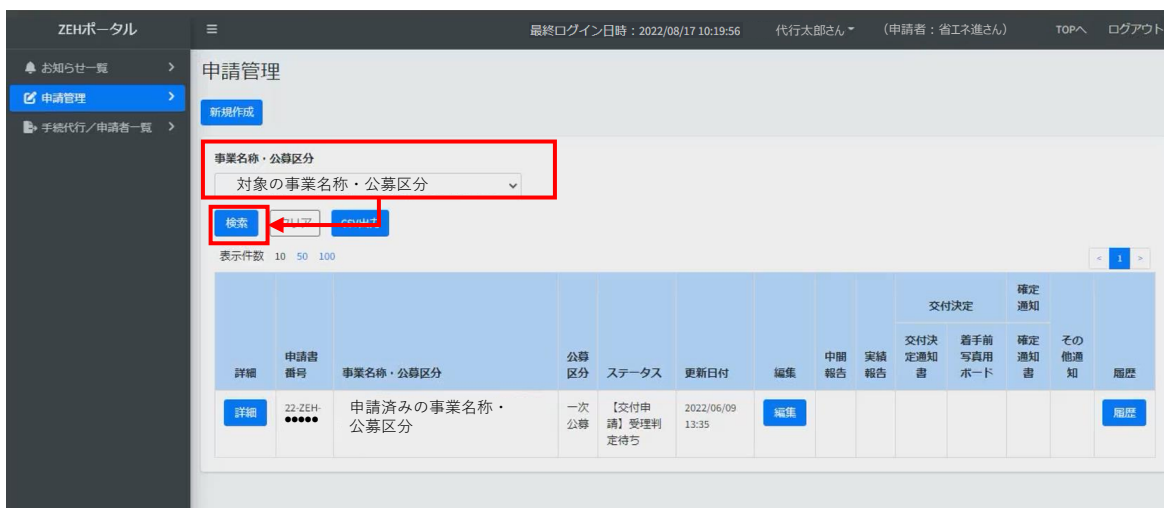 ZEHポータル
最終ログイン日時：2022/08/17 10:19:56 代行太郎さん （申請者：省エネ進さん） TOPへ ログアウト
お知らせ一覧
申請管理
手続代行／申請者一覧
申請管理
新規作成
事業名称・公募区分
対象の事業名称・公募区分
検索 クリア CSV出力
表示件数 10 50 100
< 1 >
詳細 申請書番号 事業名称・公募区分 公募区分 ステータス 更新日付 編集 中間報告 実績報告 交付決定 交付決定通知書 着手前写真用ボード 確定通知 確定通知書 その他通知 履歴
詳細 22-ZEH-●●●●● 申請済みの事業名称・公募区分 一次公募 【交付申請】受理判定待ち 2022/06/09 13:35 編集 履歴